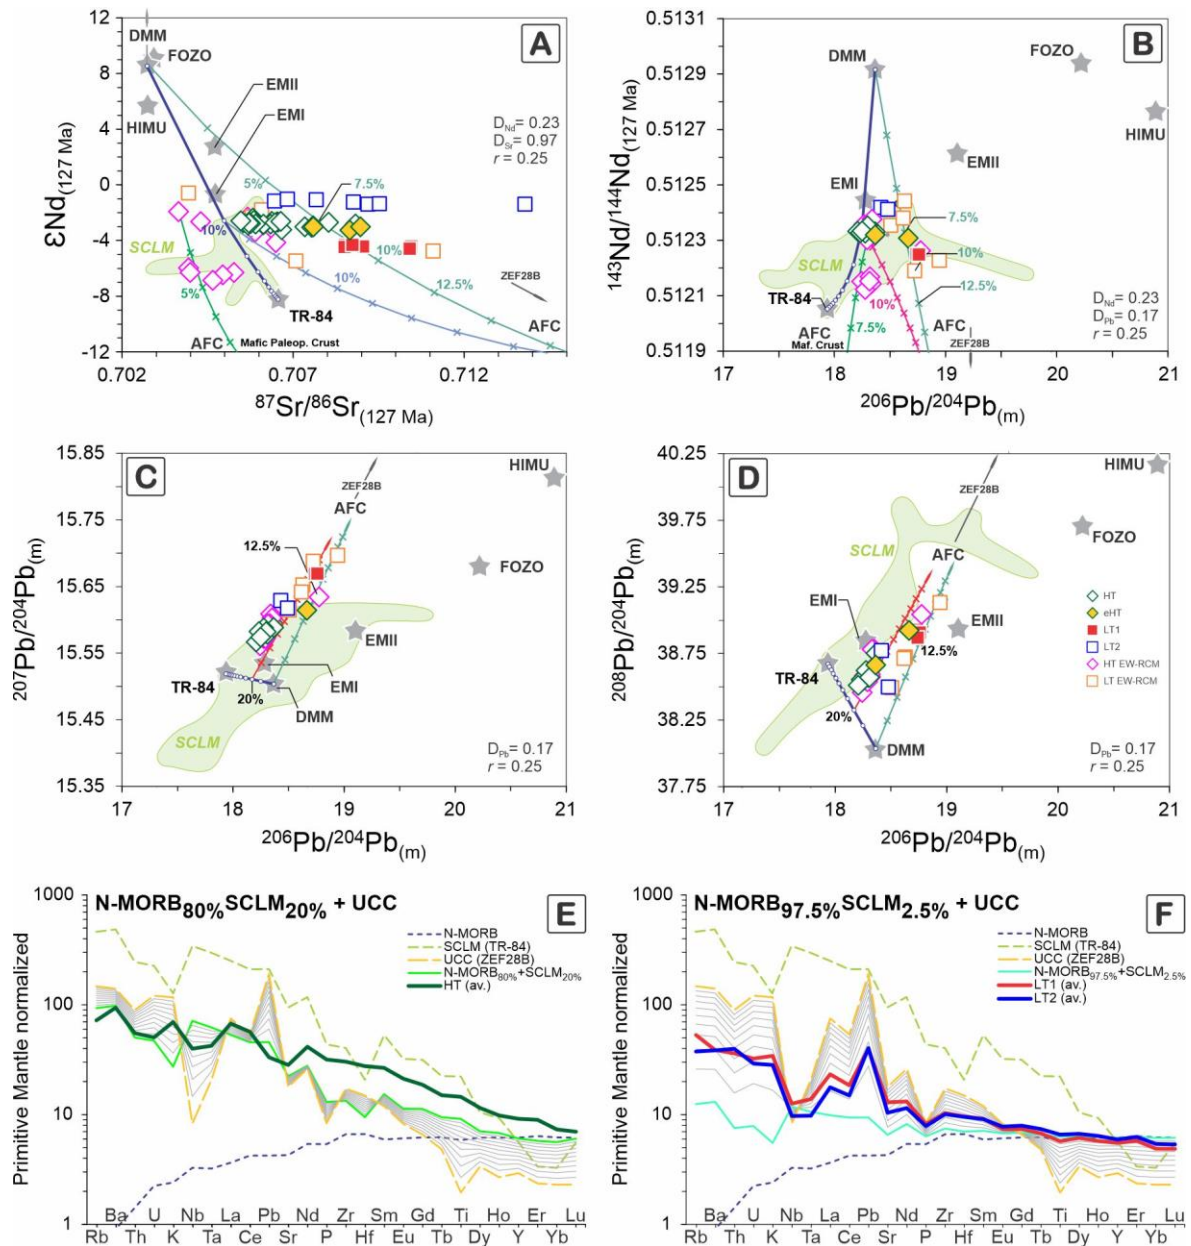 A
12
8
4
0
-4
-8
-12
εNd(127 Ma)
DMM
FOZO
HIMU
EMII
EMI
DNd= 0.23
DSr= 0.97
r = 0.25
5%
7.5%
10%
SCLM
10%
10%
12.5%
5%
TR-84
ZEF28B
AFC
AFC
Mafic Paleop. Crust
0.702
0.707
0.712
87Sr/86Sr(127 Ma)
B
0.5131
0.5129
0.5127
0.5125
0.5123
0.5121
0.5119
143Nd/144Nd(127 Ma)
DMM
FOZO
HIMU
EMII
EMI
7.5%
10%
12.5%
SCLM
TR-84
10%
7.5%
AFC
Maf. Crust
AFC
ZEF28B
DNd= 0.23
DPb= 0.17
r = 0.25
17
18
19
20
21
206Pb/204Pb(m)
C
15.85
15.75
15.65
15.55
15.45
15.35
207Pb/204Pb(m)
HIMU
ZEF28B
AFC
12.5%
FOZO
EMII
TR-84
EMI
20%
DMM
SCLM
DPb= 0.17
r = 0.25
17
18
19
20
21
206Pb/204Pb(m)
D
40.25
39.75
39.25
38.75
38.25
37.75
208Pb/204Pb(m)
HIMU
ZEF28B
FOZO
SCLM
AFC
EMI
EMII
12.5%
TR-84
20%
DMM
HT
eHT
LT1
LT2
HT EW-RCM
LT EW-RCM
DPb= 0.17
r = 0.25
17
18
19
20
21
206Pb/204Pb(m)
N-MORB80%SCLM20% + UCC
E
N-MORB
SCLM (TR-84)
UCC (ZEF28B)
N-MORB80%+SCLM20%
HT (av.)
1000
100
10
1
Primitive Mantle normalized
Ba U Nb La Pb Nd Zr Sm Gd Ti Ho Er Lu
Rb Th K Ta Ce Sr P Hf Eu Tb Dy Y Yb
N-MORB97.5%SCLM2.5% + UCC
F
N-MORB
SCLM (TR-84)
UCC (ZEF28B)
N-MORB97.5%+SCLM2.5%
LT1 (av.)
LT2 (av.)
1000
100
10
1
Primitive Mantle normalized
Ba U Nb La Pb Nd Zr Sm Gd Ti Ho Er Lu
Rb Th K Ta Ce Sr P Hf Eu Tb Dy Y Yb